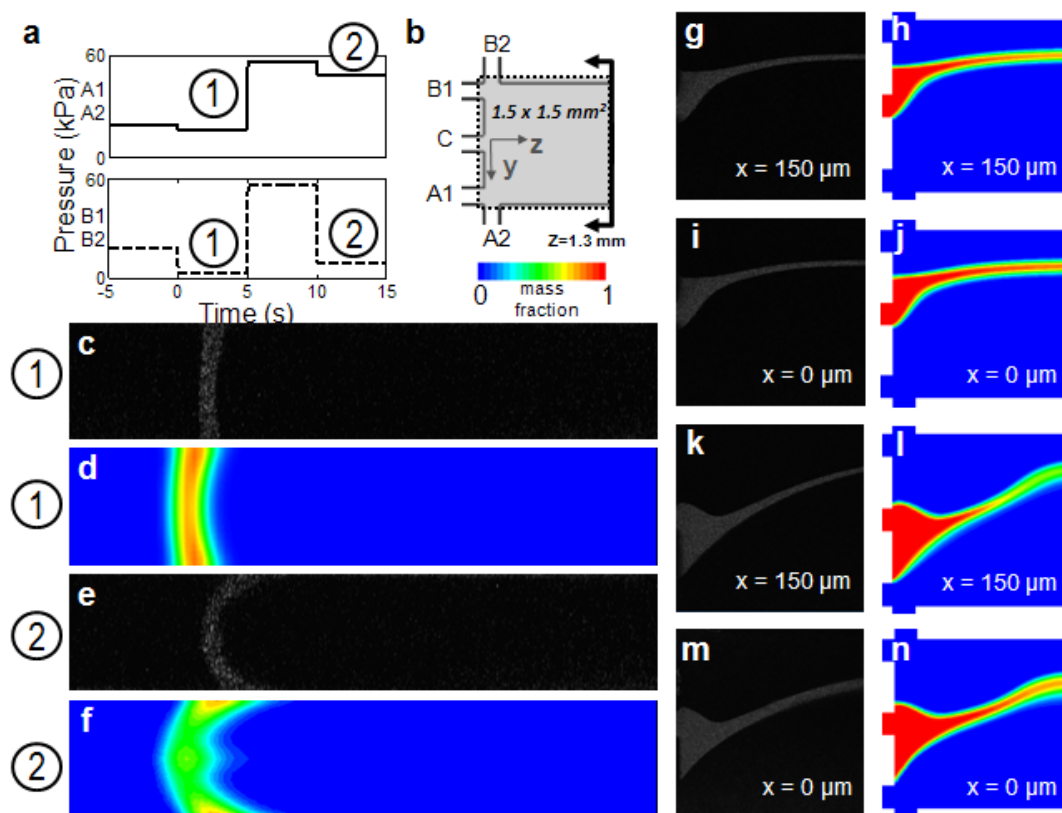 a
60
A1
A2
0
60
B1
B2
0
Pressure (kPa)
①
②
①
②
-5 0 5 10 15
Time (s)
b
B2
B1
1.5 x 1.5 mm²
C
z
y
A1
A2
Z=1.3 mm
0 mass fraction 1
① c
① d
② e
② f
g
x = 150 µm
h
x = 150 µm
i
x = 0 µm
j
x = 0 µm
k
x = 150 µm
l
x = 150 µm
m
x = 0 µm
n
x = 0 µm